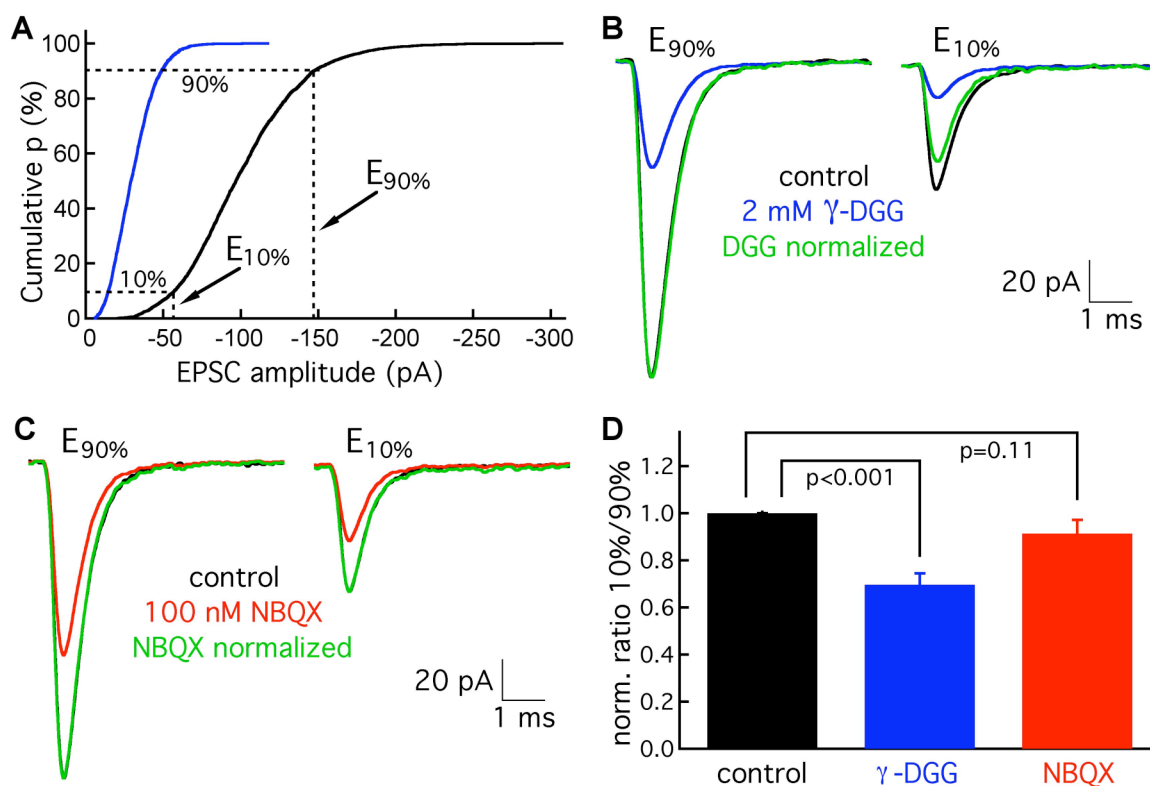 A
100
80
60
40
20
0
Cumulative p (%)
90%
10%
E90%
E10%
0 -50 -100 -150 -200 -250 -300
EPSC amplitude (pA)
B
E90% E10%
control
2 mM γ-DGG
DGG normalized
20 pA
1 ms
C
E90% E10%
control
100 nM NBQX
NBQX normalized
20 pA
1 ms
D
norm. ratio 10%/90%
1.2
1.0
0.8
0.6
0.4
0.2
0.0
p=0.11
p<0.001
control γ-DGG NBQX